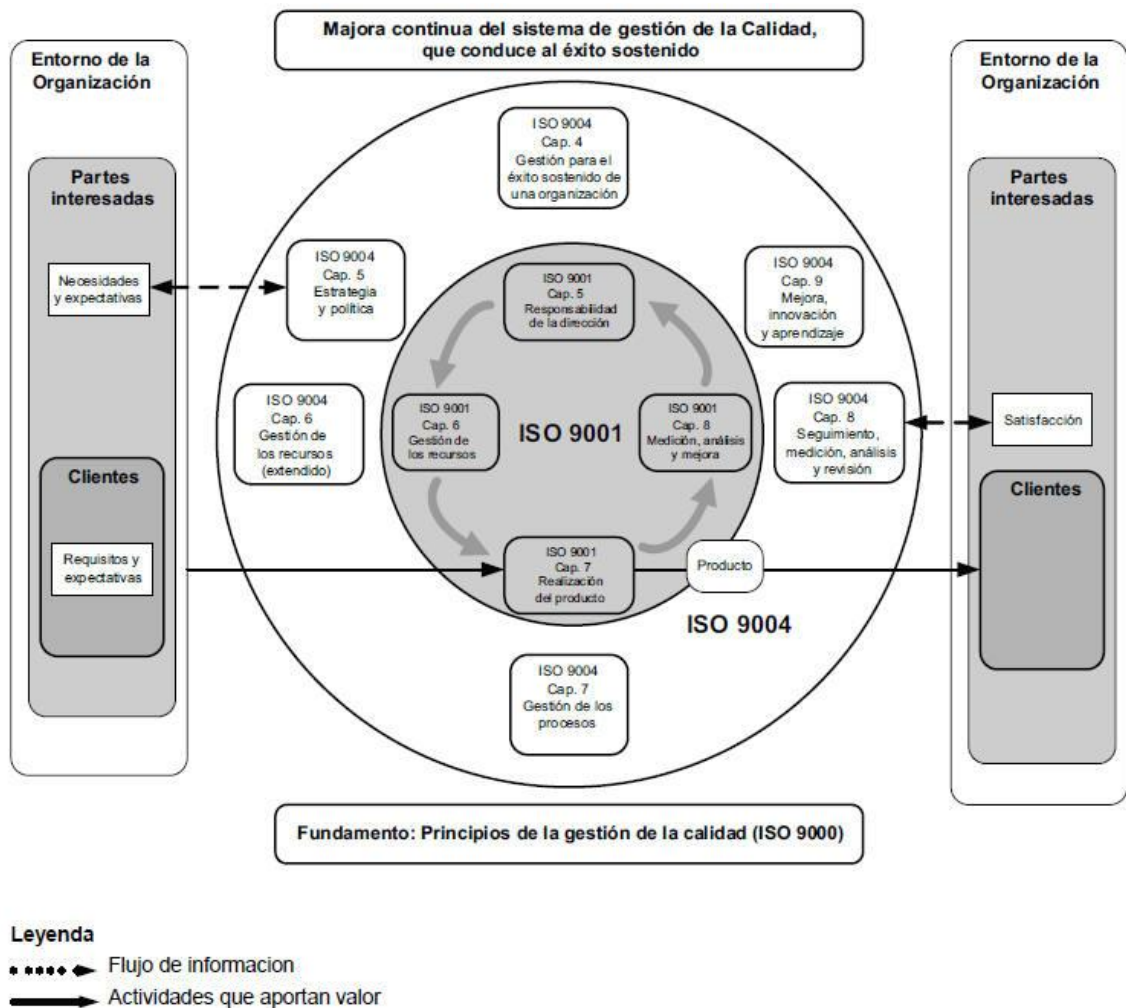 Majora continua del sistema de gestión de la Calidad,
que conduce al éxito sostenido
Entorno de la
Organización
Partes
interesadas
Necesidades
y expectativas
Clientes
Requisitos y
expectativas
ISO 9004
Cap. 4
Gestión para el
éxito sostenido de
una organización
ISO 9004
Cap. 5
Estrategia
y política
ISO 9004
Cap. 6
Gestión de
los recursos
(extendido)
ISO 9001
Cap. 5
Responsabilidad
de la dirección
ISO 9001
Cap. 6
Gestión de
los recursos
ISO 9001
ISO 9001
Cap. 8
Medición, análisis
y mejora
ISO 9001
Cap. 7
Realización
del producto
Producto
ISO 9004
ISO 9004
Cap. 9
Mejora,
innovación
y aprendizaje
ISO 9004
Cap. 8
Seguimiento,
medición, análisis
y revisión
ISO 9004
Cap. 7
Gestión de los
procesos
Entorno de la
Organización
Partes
interesadas
Satisfacción
Clientes
Fundamento: Principios de la gestión de la calidad (ISO 9000)
Leyenda
Flujo de informacion
Actividades que aportan valor